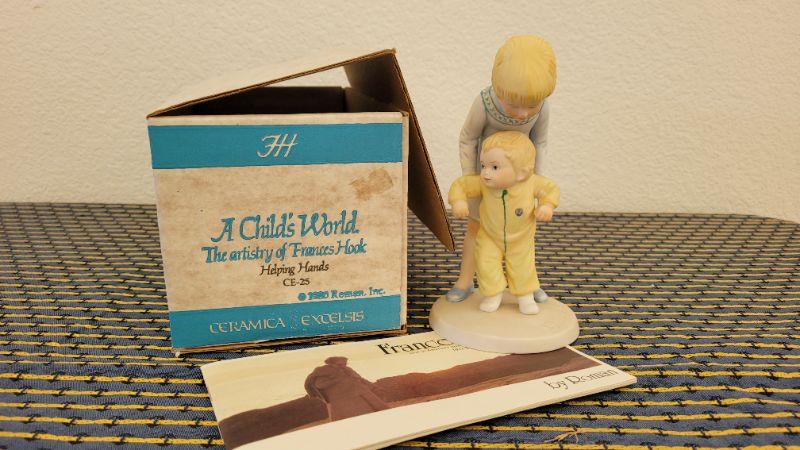 FH
A Child's World.
The artistry of Frances Hook
Helping Hands
CE-25
© 1980 Roman, Inc.
CERAMICA EXCELSIS
by Roman